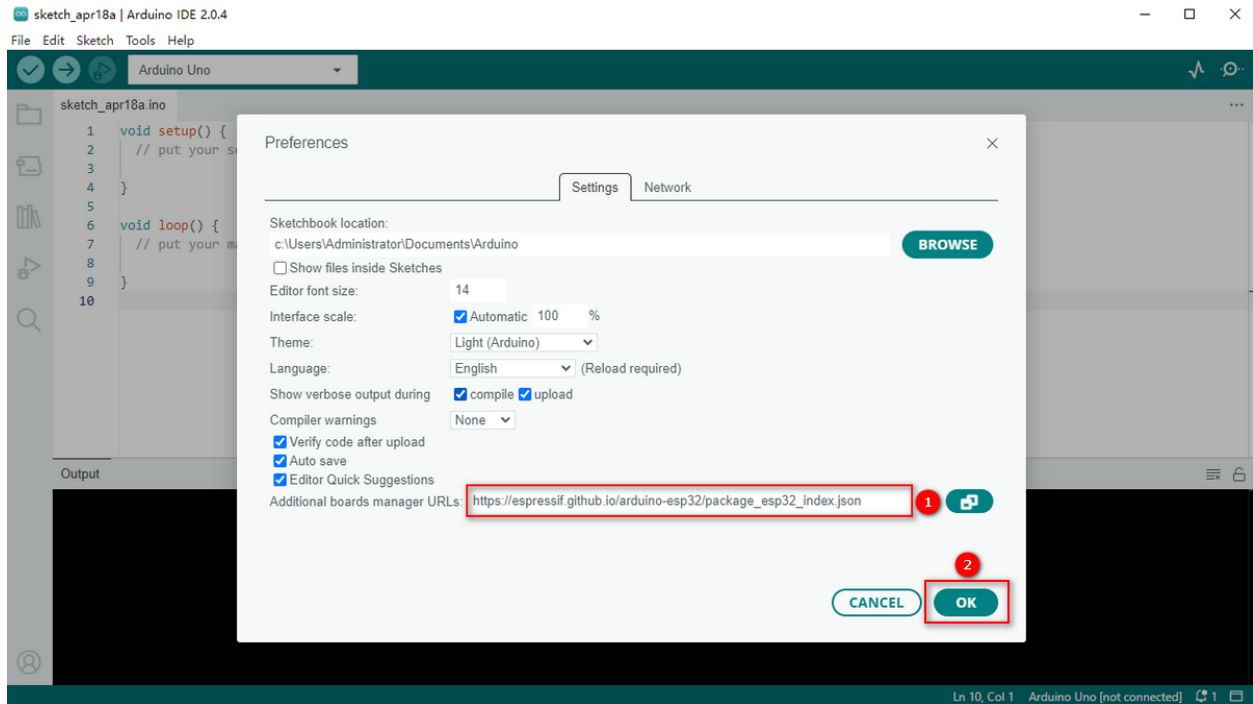 sketch_apr18a | Arduino IDE 2.0.4
File Edit Sketch Tools Help
Arduino Uno
sketch_apr18a.ino
1 void setup() {
2 // put your s
3
4 }
5
6 void loop() {
7 // put your m
8
9 }
10
Preferences
Settings Network
Sketchbook location:
c:\Users\Administrator\Documents\Arduino
BROWSE
Show files inside Sketches
Editor font size: 14
Interface scale: Automatic 100 %
Theme: Light (Arduino)
Language: English (Reload required)
Show verbose output during compile upload
Compiler warnings None
Verify code after upload
Auto save
Editor Quick Suggestions
Additional boards manager URLs: https://espressif.github.io/arduino-esp32/package_esp32_index.json 1
2
CANCEL OK
Output
Ln 10, Col 1 Arduino Uno [not connected] 1